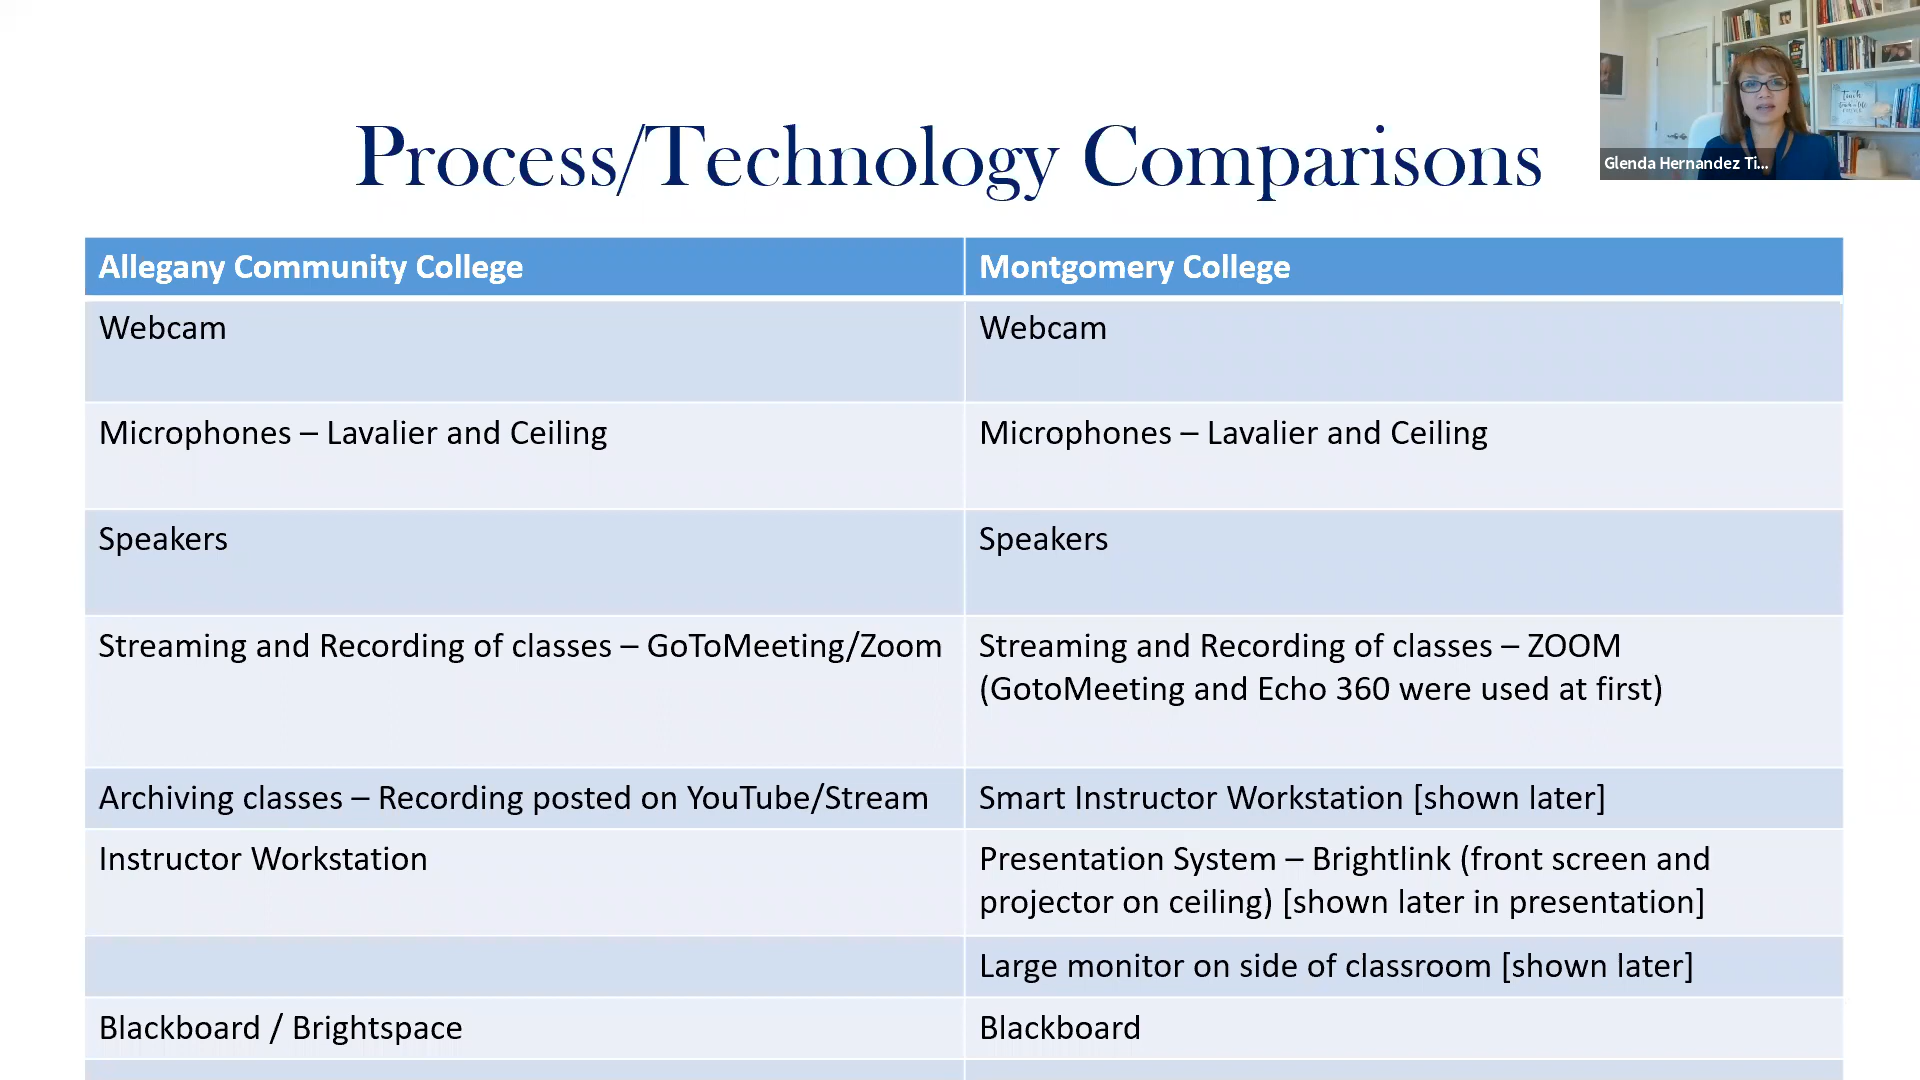 Process/Technology Comparisons
Glenda Hernandez Ti...
Allegany Community College
Montgomery College
Webcam
Webcam
Microphones – Lavalier and Ceiling
Microphones – Lavalier and Ceiling
Speakers
Speakers
Streaming and Recording of classes – GoToMeeting/Zoom
Streaming and Recording of classes – ZOOM
(GotoMeeting and Echo 360 were used at first)
Archiving classes – Recording posted on YouTube/Stream
Smart Instructor Workstation [shown later]
Instructor Workstation
Presentation System – Brightlink (front screen and
projector on ceiling) [shown later in presentation]
Large monitor on side of classroom [shown later]
Blackboard / Brightspace
Blackboard